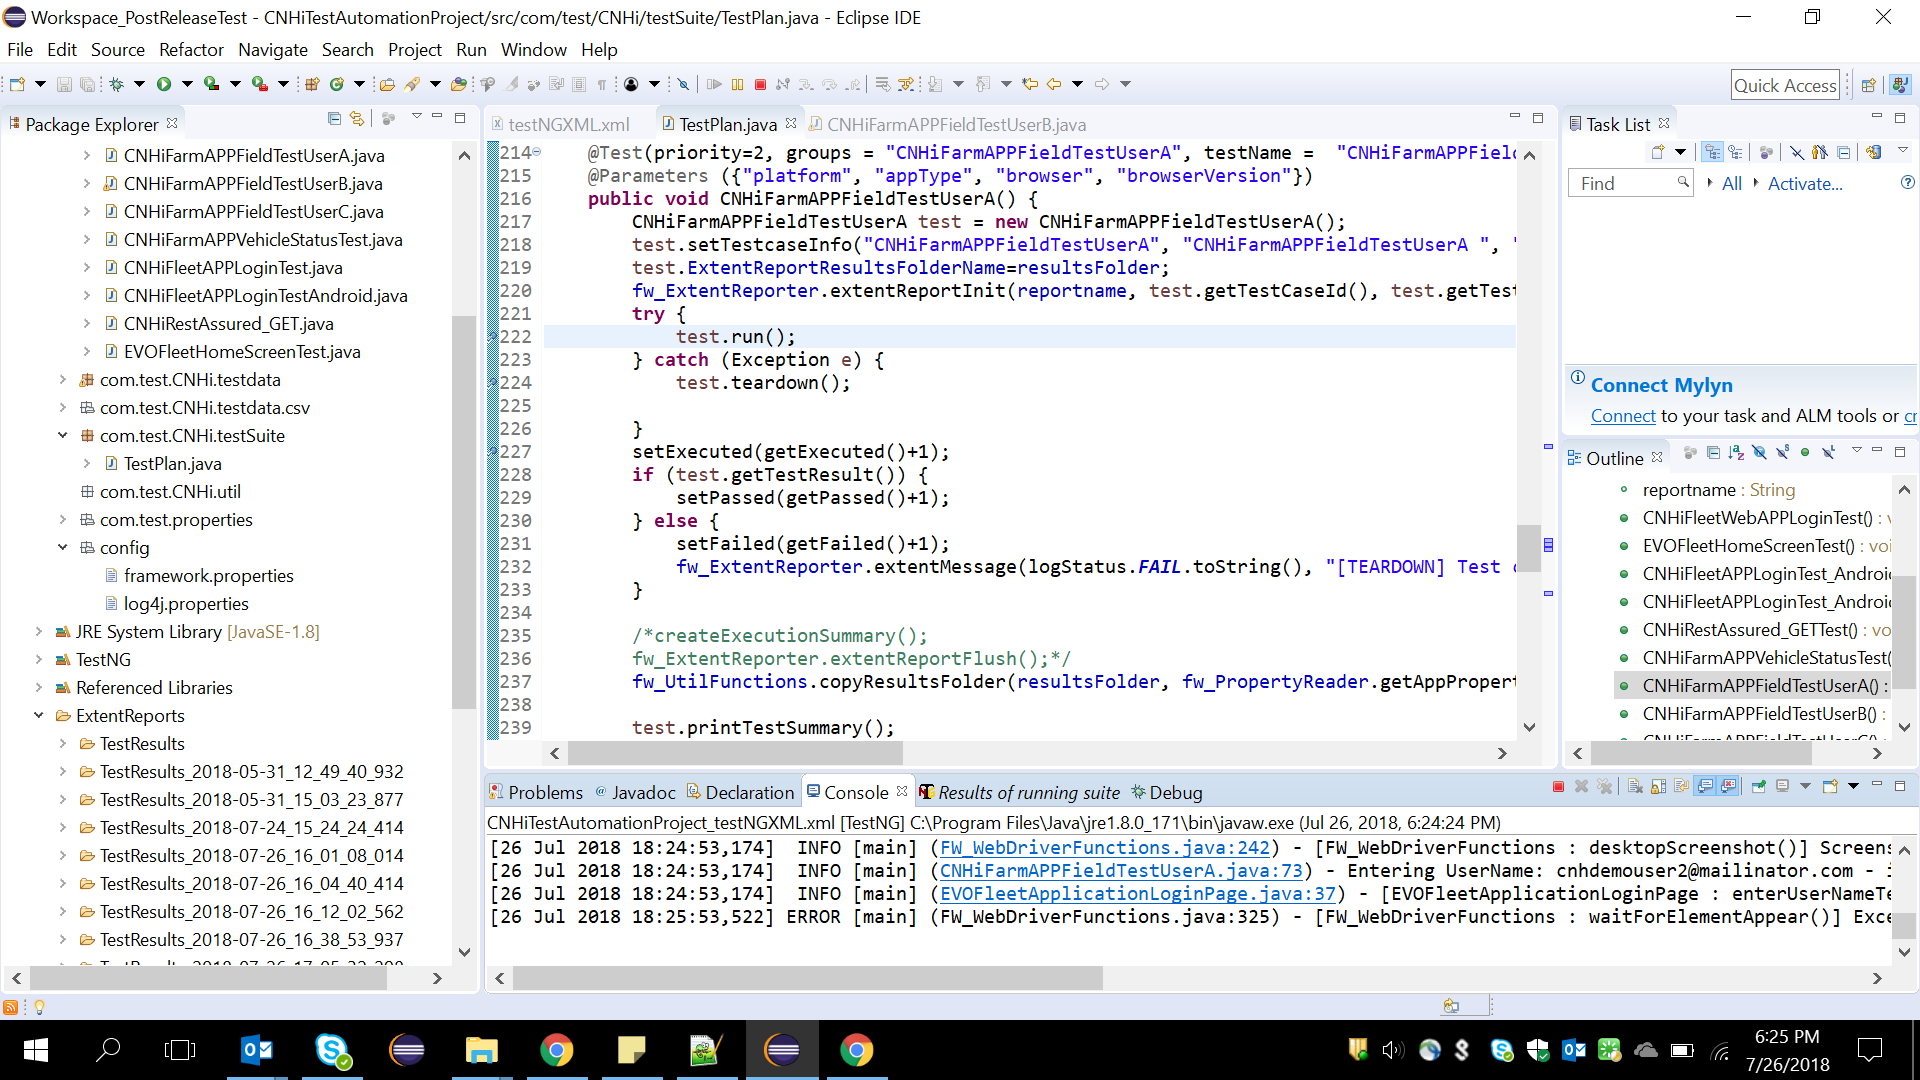 Workspace_PostReleaseTest - CNHiTestAutomationProject/src/com/test/CNHi/testSuite/TestPlan.java - Eclipse IDE
File Edit Source Refactor Navigate Search Project Run Window Help
Quick Access
Package Explorer
CNHiFarmAPPFieldTestUserA.java
CNHiFarmAPPFieldTestUserB.java
CNHiFarmAPPFieldTestUserC.java
CNHiFarmAPPVehicleStatusTest.java
CNHiFleetAPPLoginTest.java
CNHiFleetAPPLoginTestAndroid.java
CNHiRestAssured_GET.java
EVOFleetHomeScreenTest.java
com.test.CNHi.testdata
com.test.CNHi.testdata.csv
com.test.CNHi.testSuite
TestPlan.java
com.test.CNHi.util
com.test.properties
config
framework.properties
log4j.properties
JRE System Library [JavaSE-1.8]
TestNG
Referenced Libraries
ExtentReports
TestResults
TestResults_2018-05-31_12_49_40_932
TestResults_2018-05-31_15_03_23_877
TestResults_2018-07-24_15_24_24_414
TestResults_2018-07-26_16_01_08_014
TestResults_2018-07-26_16_04_40_414
TestResults_2018-07-26_16_12_02_562
TestResults_2018-07-26_16_38_53_937
testNGXML.xml TestPlan.java CNHiFarmAPPFieldTestUserB.java
214 @Test(priority=2, groups = "CNHiFarmAPPFieldTestUserA", testName = "CNHiFarmAPPFiel
215 @Parameters ({"platform", "appType", "browser", "browserVersion"})
216 public void CNHiFarmAPPFieldTestUserA() {
217 CNHiFarmAPPFieldTestUserA test = new CNHiFarmAPPFieldTestUserA();
218 test.setTestcaseInfo("CNHiFarmAPPFieldTestUserA", "CNHiFarmAPPFieldTestUserA ", "
219 test.ExtentReportResultsFolderName=resultsFolder;
220 fw_ExtentReporter.extentReportInit(reportname, test.getTestCaseId(), test.getTest
221 try {
222 test.run();
223 } catch (Exception e) {
224 test.teardown();
225
226 }
227 setExecuted(getExecuted()+1);
228 if (test.getTestResult()) {
229 setPassed(getPassed()+1);
230 } else {
231 setFailed(getFailed()+1);
232 fw_ExtentReporter.extentMessage(logStatus.FAIL.toString(), "[TEARDOWN] Test
233 }
234
235 /*createExecutionSummary();
236 fw_ExtentReporter.extentReportFlush();*/
237 fw_UtilFunctions.copyResultsFolder(resultsFolder, fw_PropertyReader.getAppPropert
238
239 test.printTestSummary();
Task List
Find All Activate...
Connect Mylyn
Connect to your task and ALM tools or cr
Outline
reportname : String
CNHiFleetWebAPPLoginTest() : v
EVOFleetHomeScreenTest() : voi
CNHiFleetAPPLoginTest_Androi
CNHiFleetAPPLoginTest_Androi
CNHiRestAssured_GETTest() : vo
CNHiFarmAPPVehicleStatusTest(
CNHiFarmAPPFieldTestUserA() :
CNHiFarmAPPFieldTestUserB() :
Problems Javadoc Declaration Console Results of running suite Debug
CNHiTestAutomationProject_testNGXML.xml [TestNG] C:\Program Files\Java\jre1.8.0_171\bin\javaw.exe (Jul 26, 2018, 6:24:24 PM)
[26 Jul 2018 18:24:53,174] INFO [main] (FW_WebDriverFunctions.java:242) - [FW_WebDriverFunctions : desktopScreenshot()] Screens
[26 Jul 2018 18:24:53,174] INFO [main] (CNHiFarmAPPFieldTestUserA.java:73) - Entering UserName: cnhdemouser2@mailinator.com - i
[26 Jul 2018 18:24:53,174] INFO [main] (EVOFleetApplicationLoginPage.java:37) - [EVOFleetApplicationLoginPage : enterUserNameTe
[26 Jul 2018 18:25:53,522] ERROR [main] (FW_WebDriverFunctions.java:325) - [FW_WebDriverFunctions : waitForElementAppear()] Exce
6:25 PM
7/26/2018